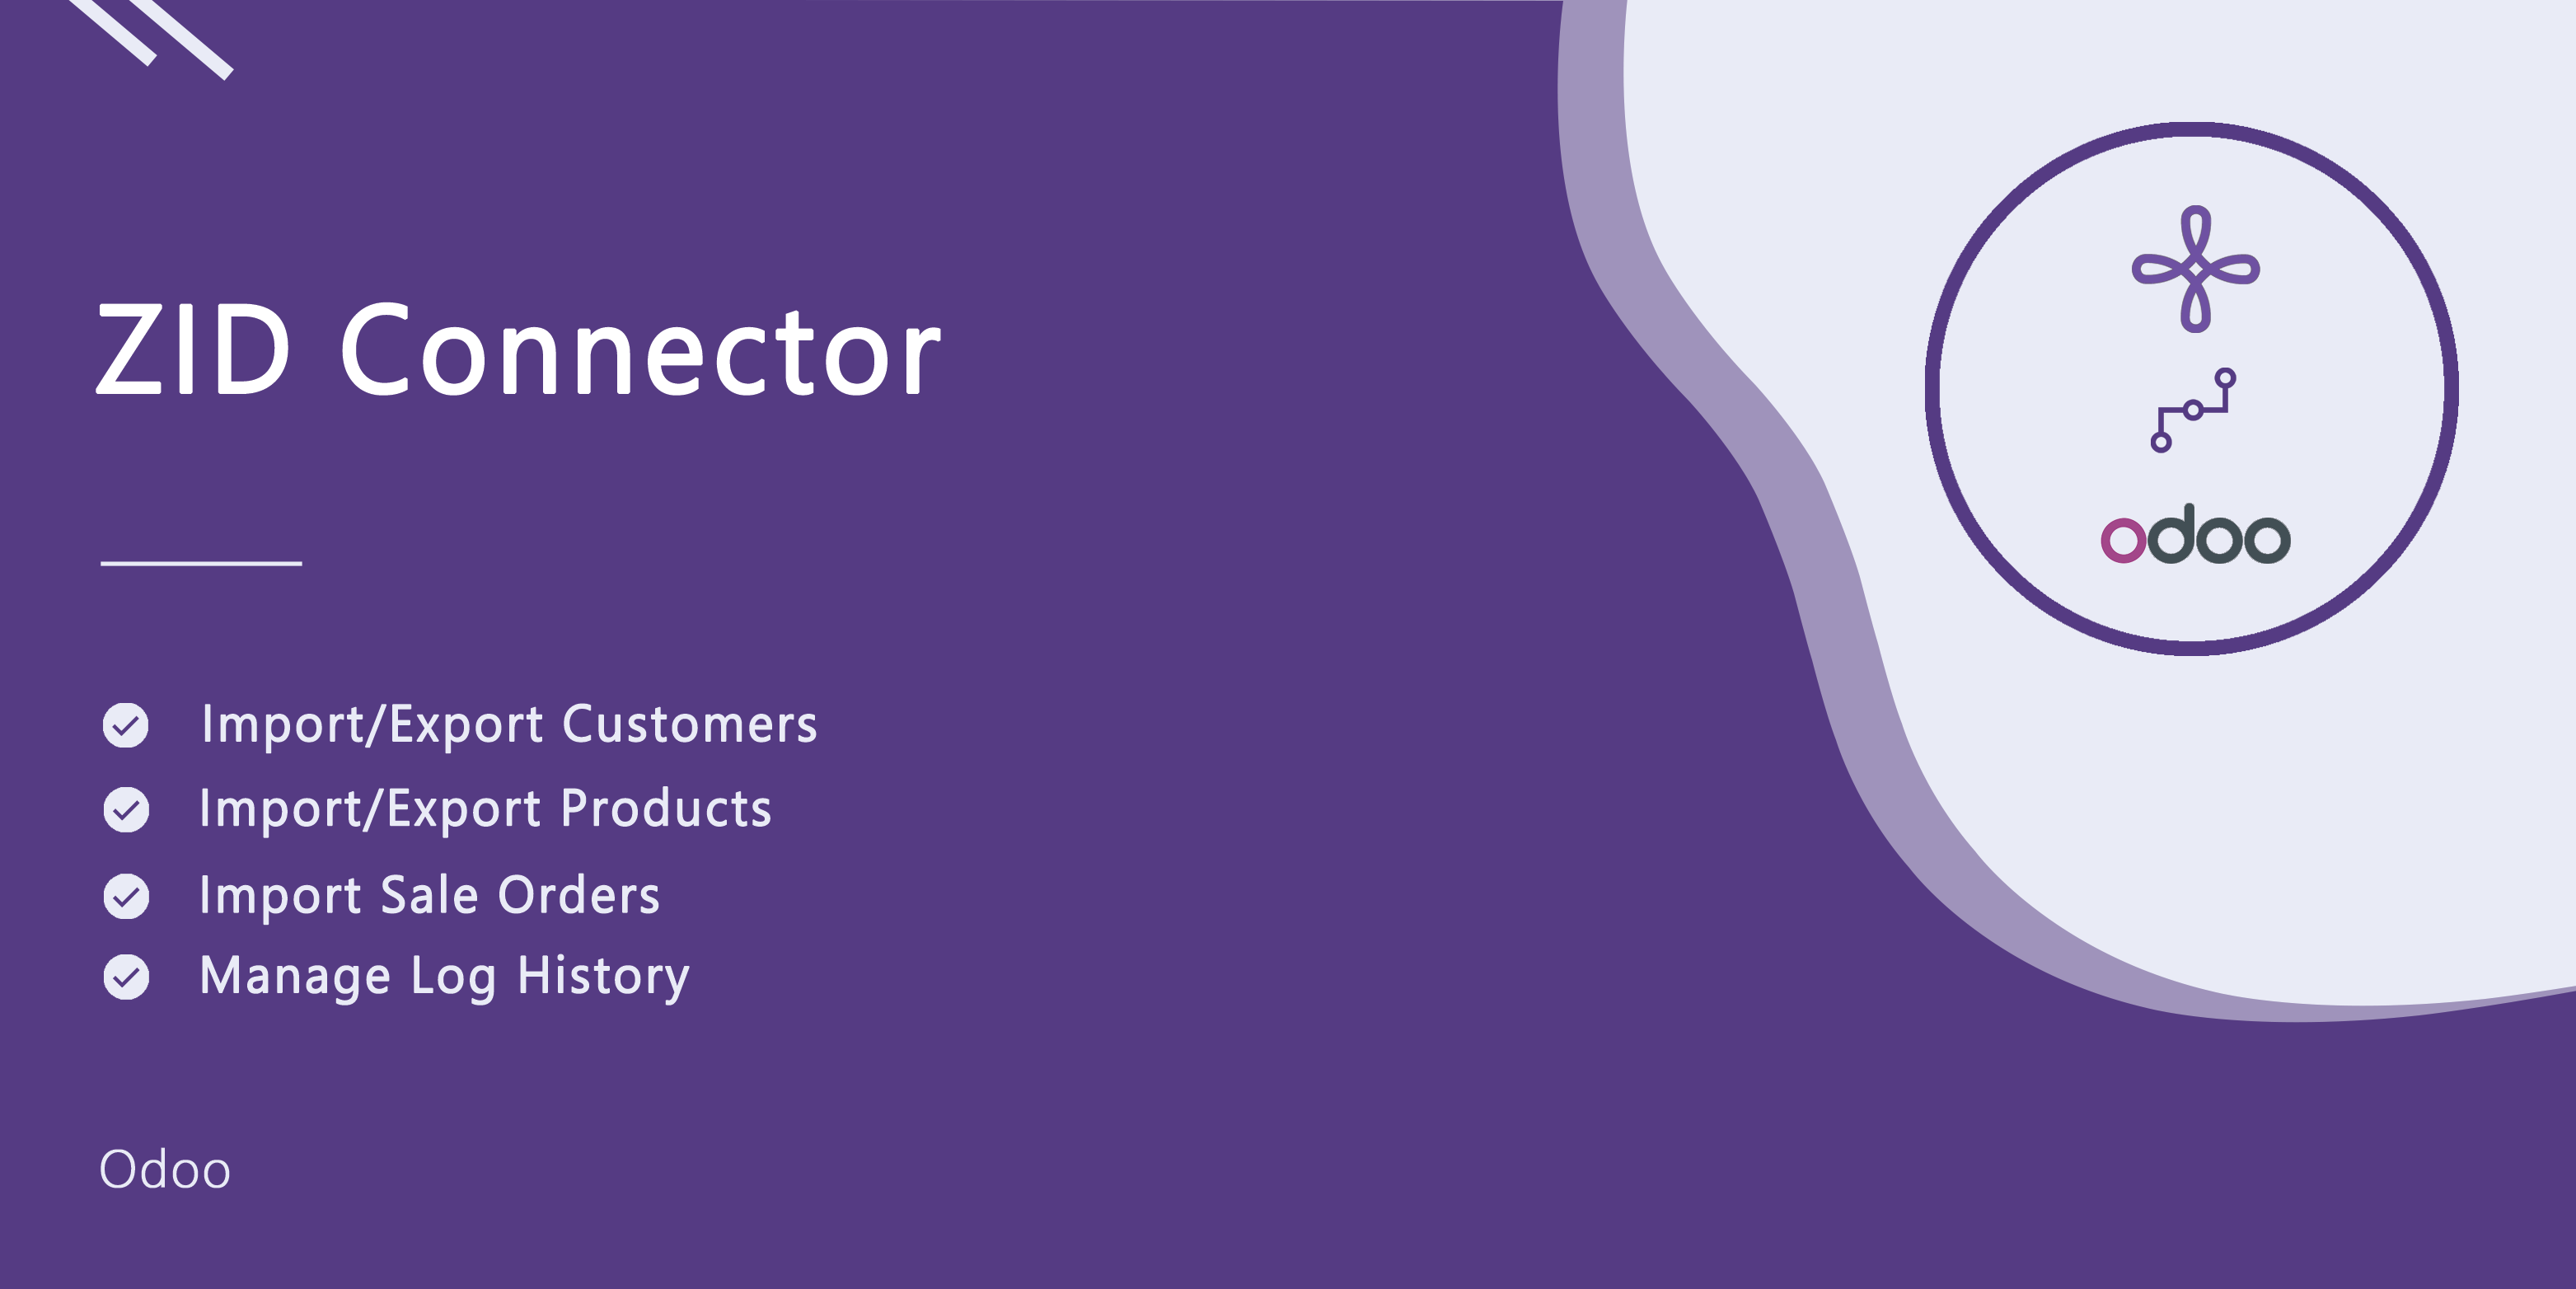 ZID Connector
Import/Export Customers
Import/Export Products
Import Sale Orders
Manage Log History
Odoo
odoo